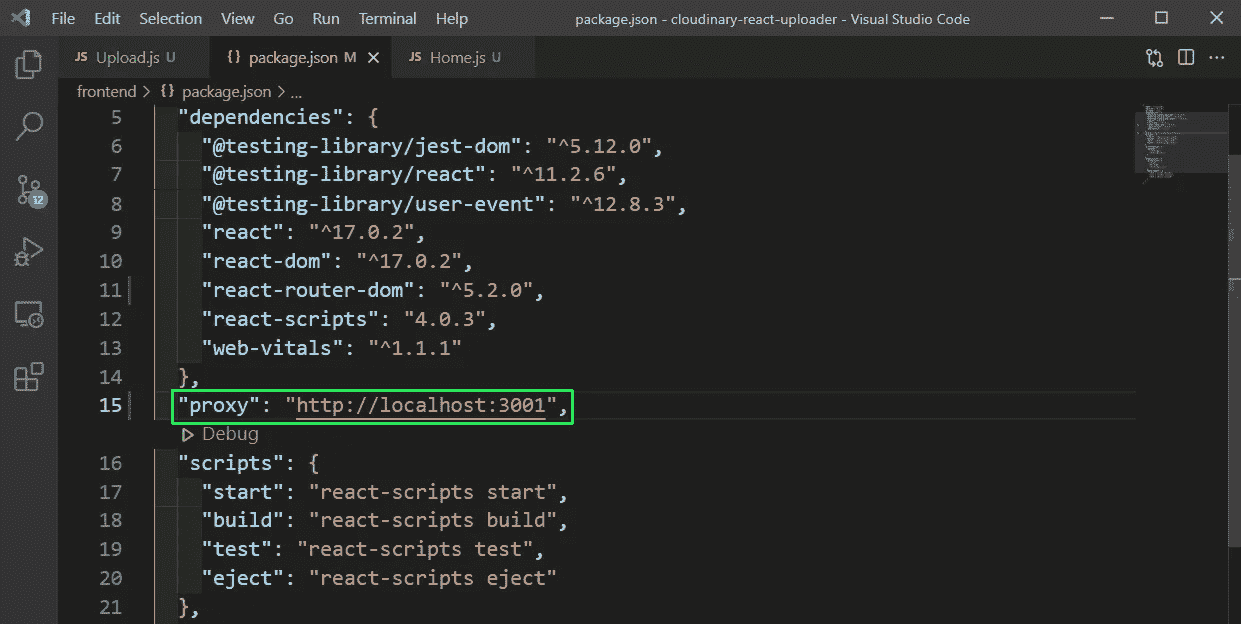 File Edit Selection View Go Run Terminal Help package.json - cloudinary-react-uploader - Visual Studio Code
JS Upload.js U {} package.json M JS Home.js U
frontend > {} package.json > ...
5 "dependencies": {
6 "@testing-library/jest-dom": "^5.12.0",
7 "@testing-library/react": "^11.2.6",
8 "@testing-library/user-event": "^12.8.3",
9 "react": "^17.0.2",
10 "react-dom": "^17.0.2",
11 "react-router-dom": "^5.2.0",
12 "react-scripts": "4.0.3",
13 "web-vitals": "^1.1.1"
14 },
15 "proxy": "http://localhost:3001",
Debug
16 "scripts": {
17 "start": "react-scripts start",
18 "build": "react-scripts build",
19 "test": "react-scripts test",
20 "eject": "react-scripts eject"
21 },
12